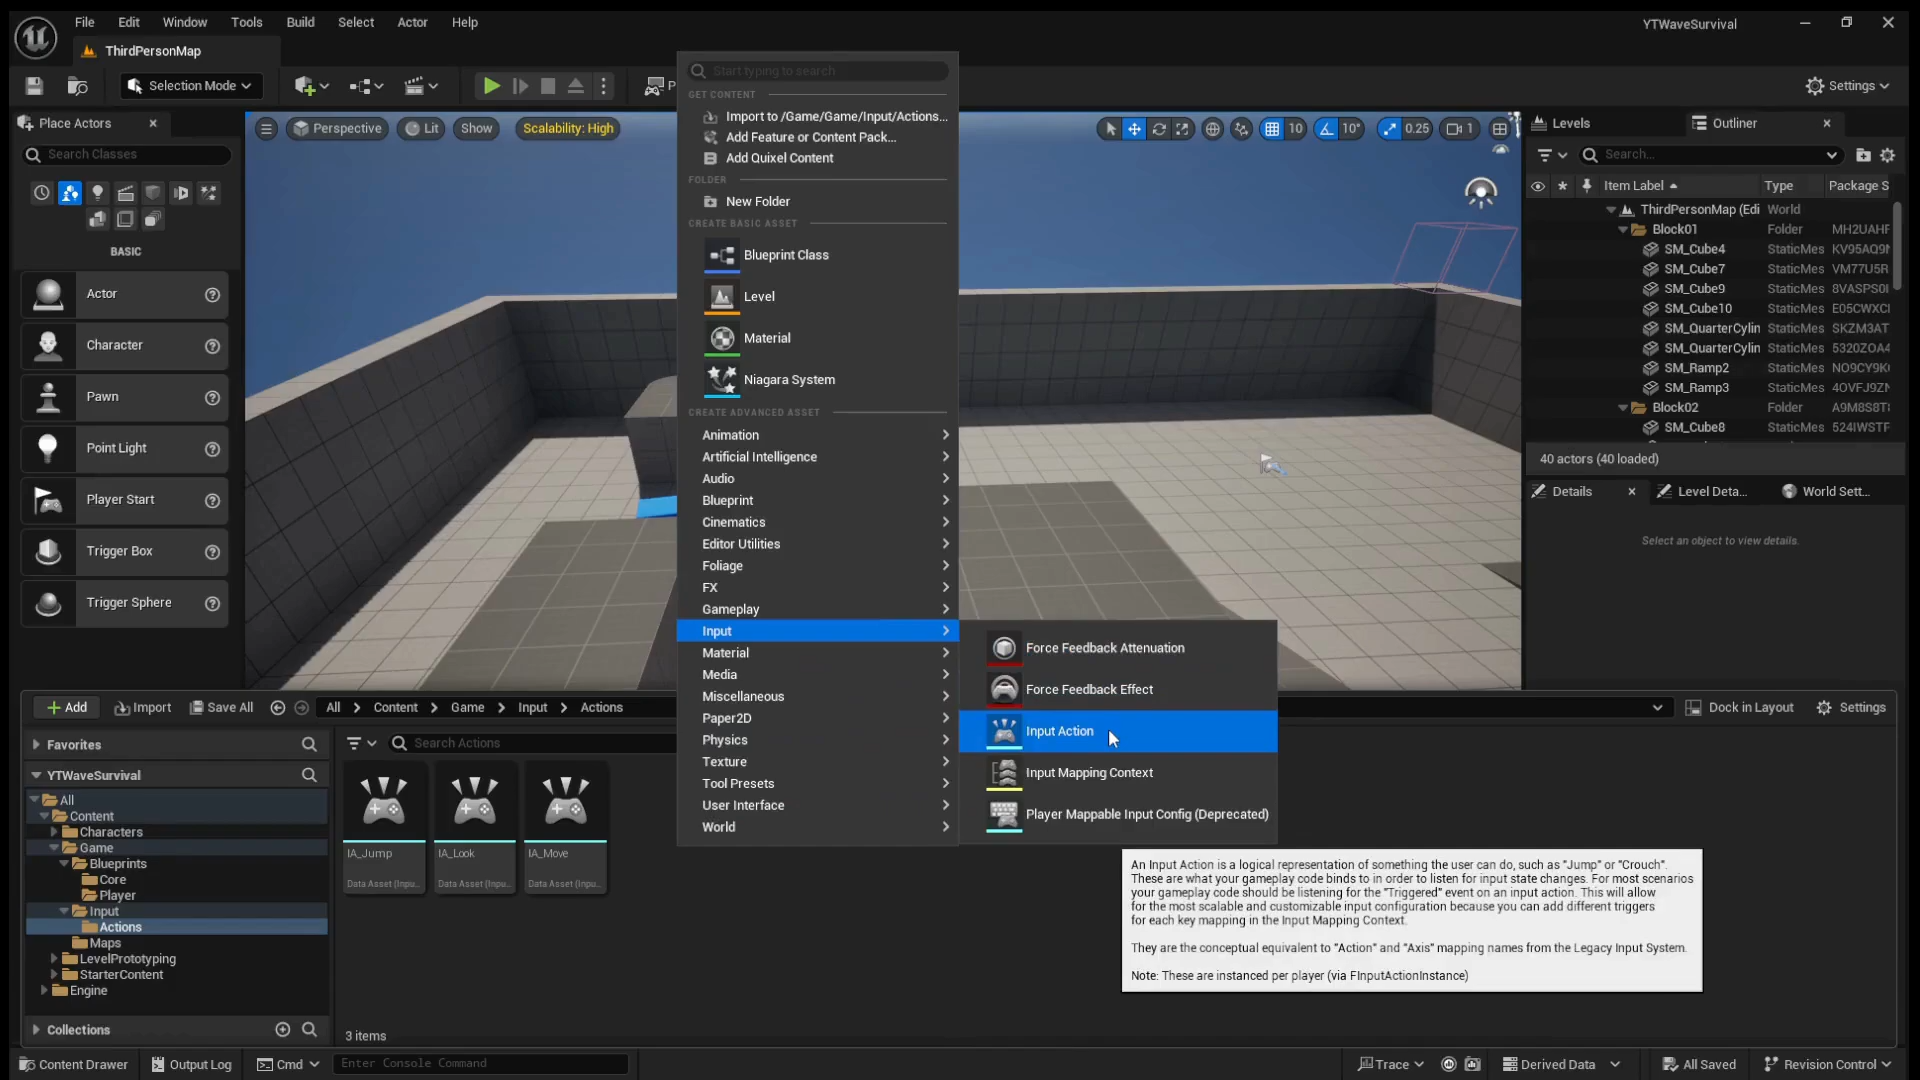 File Edit Window Tools Build Select Actor Help
YTWaveSurvival
ThirdPersonMap
Selection Mode
Settings
Place Actors
Search Classes
BASIC
Actor
Character
Pawn
Point Light
Player Start
Trigger Box
Trigger Sphere
Perspective
Lit
Show
Scalability: High
10
10°
0.25
1
Start typing to search
GET CONTENT
Import to /Game/Game/Input/Actions...
Add Feature or Content Pack...
Add Quixel Content
FOLDER
New Folder
CREATE BASIC ASSET
Blueprint Class
Level
Material
Niagara System
CREATE ADVANCED ASSET
Animation
Artificial Intelligence
Audio
Blueprint
Cinematics
Editor Utilities
Foliage
FX
Gameplay
Input
Material
Media
Miscellaneous
Paper2D
Physics
Texture
Tool Presets
User Interface
World
Force Feedback Attenuation
Force Feedback Effect
Input Action
Input Mapping Context
Player Mappable Input Config (Deprecated)
An Input Action is a logical representation of something the user can do, such as "Jump" or "Crouch".
These are what your gameplay code binds to in order to listen for input state changes. For most scenarios
your gameplay code should be listening for the "Triggered" event on an input action. This will allow
for the most scalable and customizable input configuration because you can add different triggers
for each key mapping in the Input Mapping Context.
They are the conceptual equivalent to "Action" and "Axis" mapping names from the Legacy Input System.
Note: These are instanced per player (via FInputActionInstance)
Levels
Outliner
Search...
Item Label Type Package S
ThirdPersonMap (Edi World
Block01 Folder MH2UAHF
SM_Cube4 StaticMes KV95AQ9
SM_Cube7 StaticMes VM77U5R
SM_Cube9 StaticMes 8VASPS0
SM_Cube10 StaticMes E05CWXC
SM_QuarterCylin StaticMes SKZM3AT
SM_QuarterCylin StaticMes 5320ZOA4
SM_Ramp2 StaticMes NO9CY9K
SM_Ramp3 StaticMes 4OVFJ9Z
Block02 Folder A9M8S8T
SM_Cube8 StaticMes 524IWSTF
40 actors (40 loaded)
Details
Level Deta...
World Sett...
Select an object to view details.
Add
Import
Save All
All > Content > Game > Input > Actions
Dock in Layout
Settings
Favorites
YTWaveSurvival
All
Content
Characters
Game
Blueprints
Core
Player
Input
Actions
Maps
LevelPrototyping
StarterContent
Engine
Collections
Search Actions
IA_Jump
Data Asset (Inpu...
IA_Look
Data Asset (Inpu...
IA_Move
Data Asset (Inpu...
3 items
Content Drawer
Output Log
Cmd
Enter Console Command
Trace
Derived Data
All Saved
Revision Control